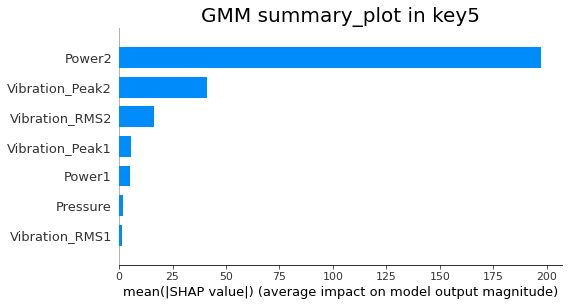 GMM summary_plot in key5
Power2
Vibration_Peak2
Vibration_RMS2
Vibration_Peak1
Power1
Pressure
Vibration_RMS1
0 25 50 75 100 125 150 175 200
mean(|SHAP value|) (average impact on model output magnitude)